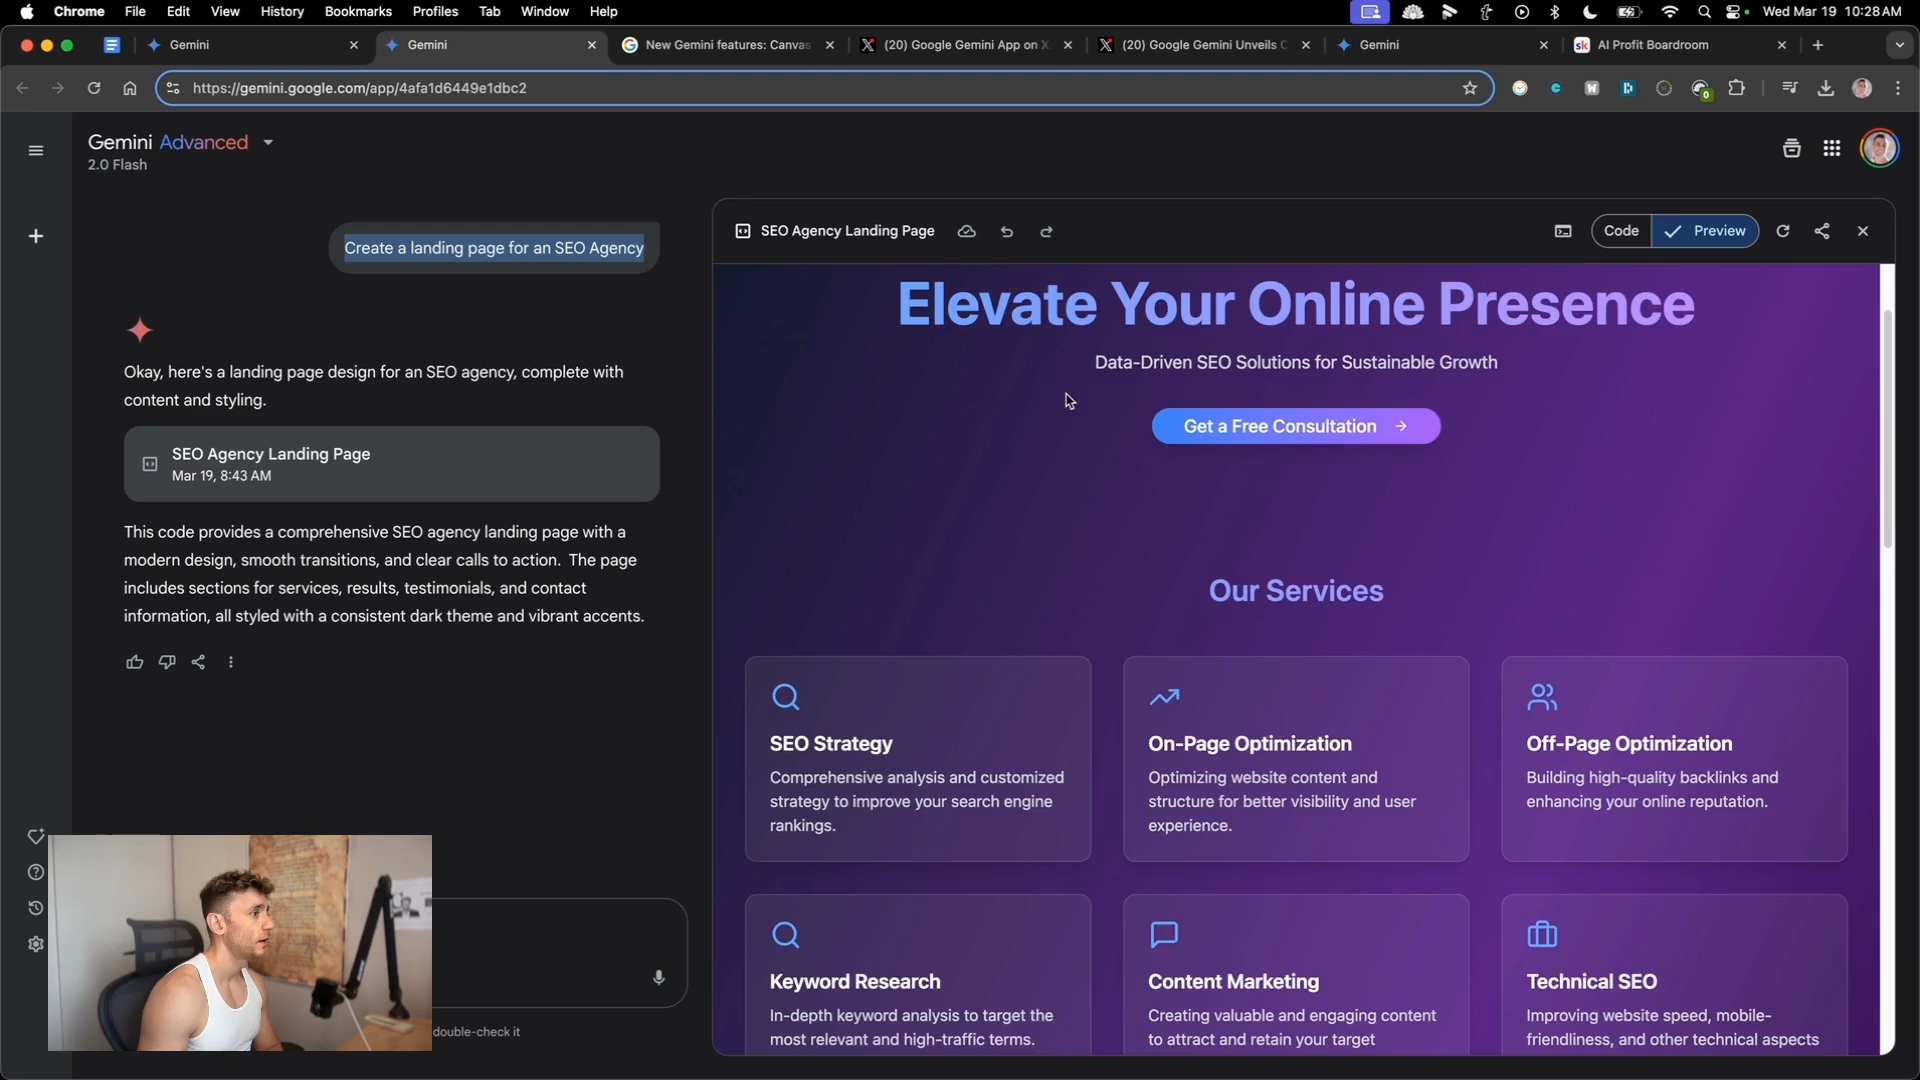 Chrome File Edit View History Bookmarks Profiles Tab Window Help Wed Mar 19 10:28 AM
Gemini Gemini New Gemini features: Canvas (20) Google Gemini App on X (20) Google Gemini Unveils C Gemini sk AI Profit Boardroom
https://gemini.google.com/app/4afa1d6449e1dbc2
0
Gemini Advanced
2.0 Flash
Create a landing page for an SEO Agency
Okay, here's a landing page design for an SEO agency, complete with
content and styling.
SEO Agency Landing Page
Mar 19, 8:43 AM
This code provides a comprehensive SEO agency landing page with a
modern design, smooth transitions, and clear calls to action. The page
includes sections for services, results, testimonials, and contact
information, all styled with a consistent dark theme and vibrant accents.
double-check it
SEO Agency Landing Page
Code Preview
Elevate Your Online Presence
Data-Driven SEO Solutions for Sustainable Growth
Get a Free Consultation →
Our Services
SEO Strategy
Comprehensive analysis and customized
strategy to improve your search engine
rankings.
On-Page Optimization
Optimizing website content and
structure for better visibility and user
experience.
Off-Page Optimization
Building high-quality backlinks and
enhancing your online reputation.
Keyword Research
In-depth keyword analysis to target the
most relevant and high-traffic terms.
Content Marketing
Creating valuable and engaging content
to attract and retain your target
Technical SEO
Improving website speed, mobile-
friendliness, and other technical aspects